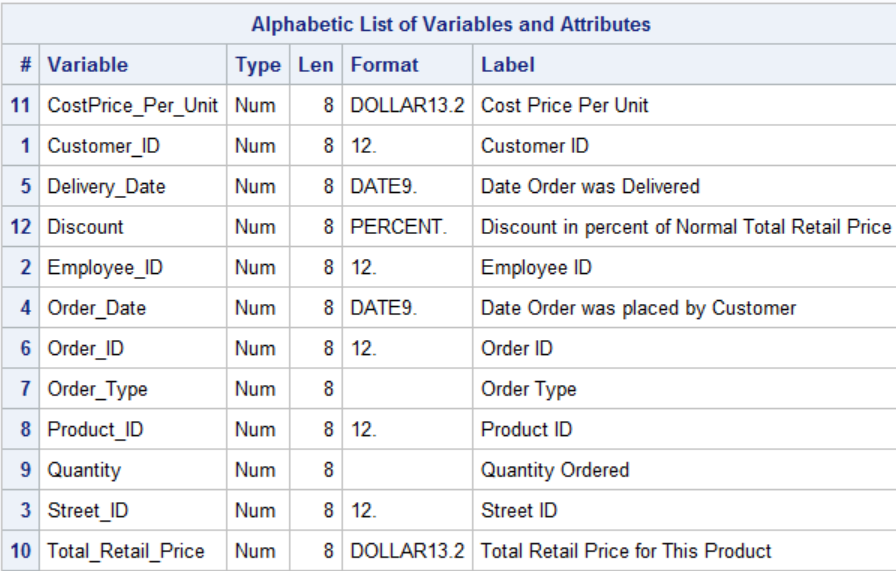 Alphabetic List of Variables and Attributes
# Variable Type Len Format Label
11 CostPrice_Per_Unit Num 8 DOLLAR13.2 Cost Price Per Unit
1 Customer_ID Num 8 12. Customer ID
5 Delivery_Date Num 8 DATE9. Date Order was Delivered
12 Discount Num 8 PERCENT. Discount in percent of Normal Total Retail Price
2 Employee_ID Num 8 12. Employee ID
4 Order_Date Num 8 DATE9. Date Order was placed by Customer
6 Order_ID Num 8 12. Order ID
7 Order_Type Num 8 Order Type
8 Product_ID Num 8 12. Product ID
9 Quantity Num 8 Quantity Ordered
3 Street_ID Num 8 12. Street ID
10 Total_Retail_Price Num 8 DOLLAR13.2 Total Retail Price for This Product